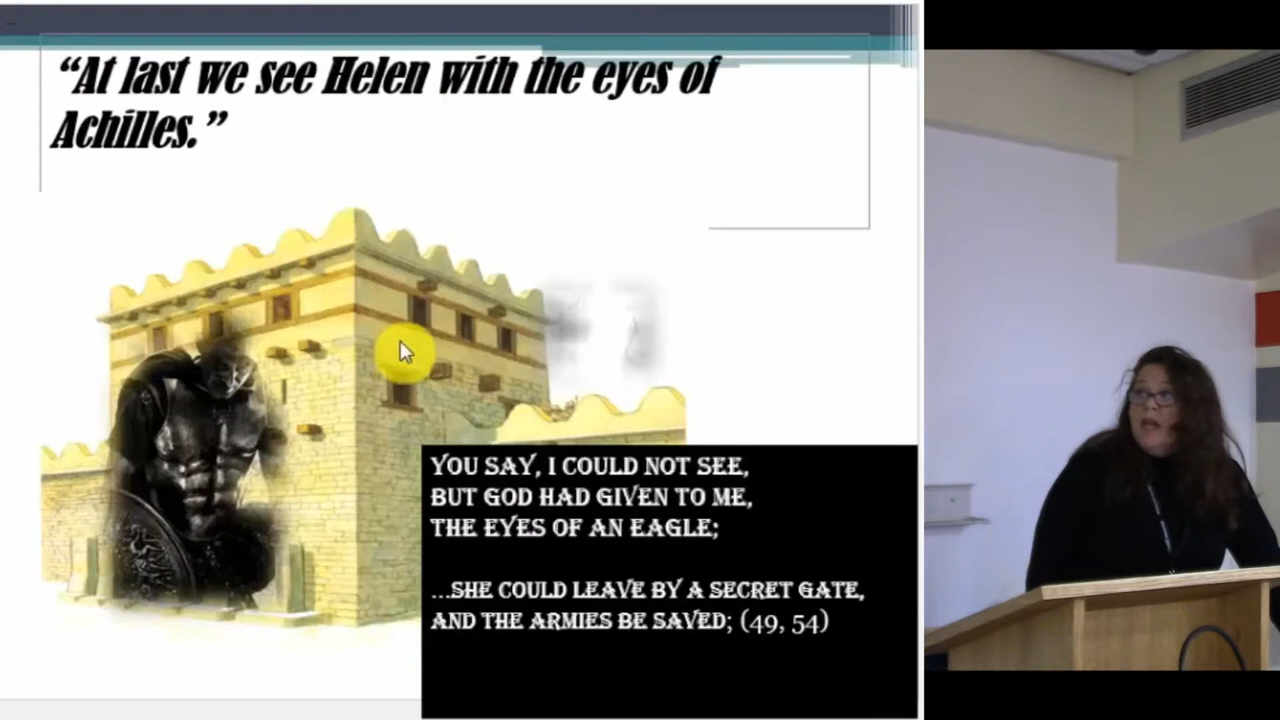 “At last we see Helen with the eyes of
Achilles.”
YOU SAY, I COULD NOT SEE,
BUT GOD HAD GIVEN TO ME,
THE EYES OF AN EAGLE;
...SHE COULD LEAVE BY A SECRET GATE,
AND THE ARMIES BE SAVED; (49, 54)